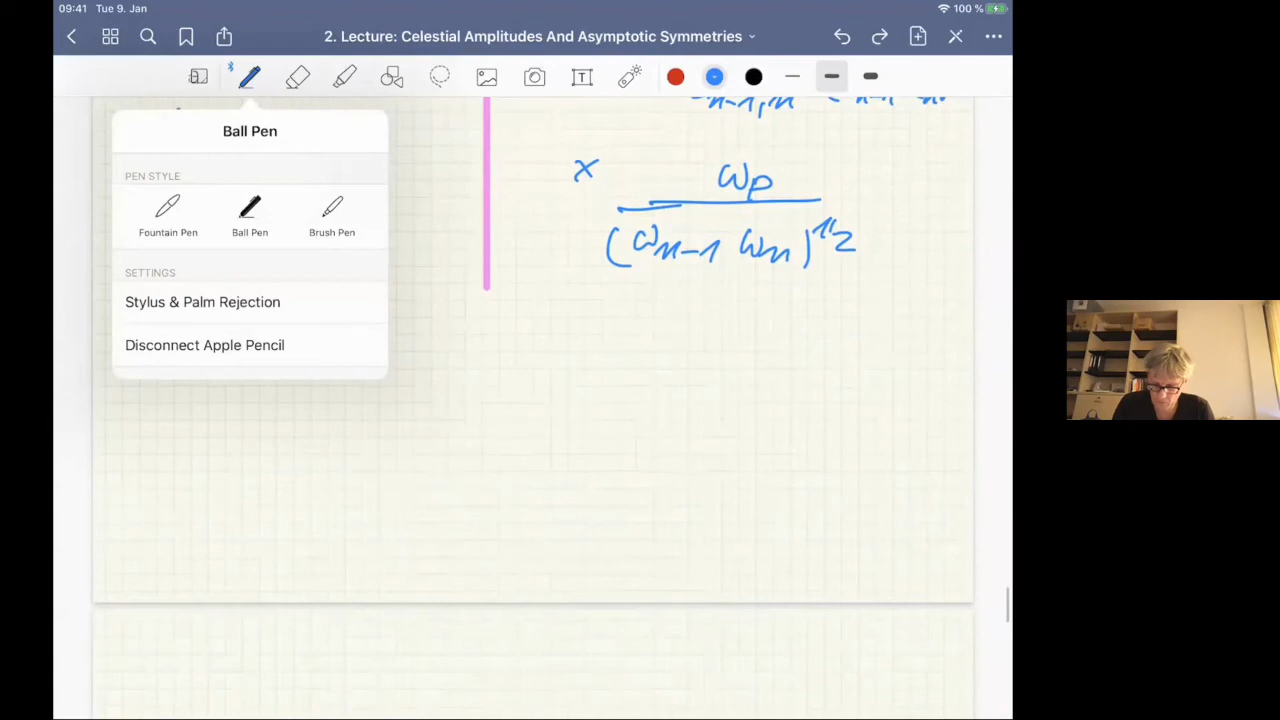 09:41 Tue 9. Jan
100 %
2. Lecture: Celestial Amplitudes And Asymptotic Symmetries
T
Ball Pen
PEN STYLE
Fountain Pen Ball Pen Brush Pen
SETTINGS
Stylus & Palm Rejection
Disconnect Apple Pencil
n-1,n
× ωp
(ωn-1 ωn)^1/2